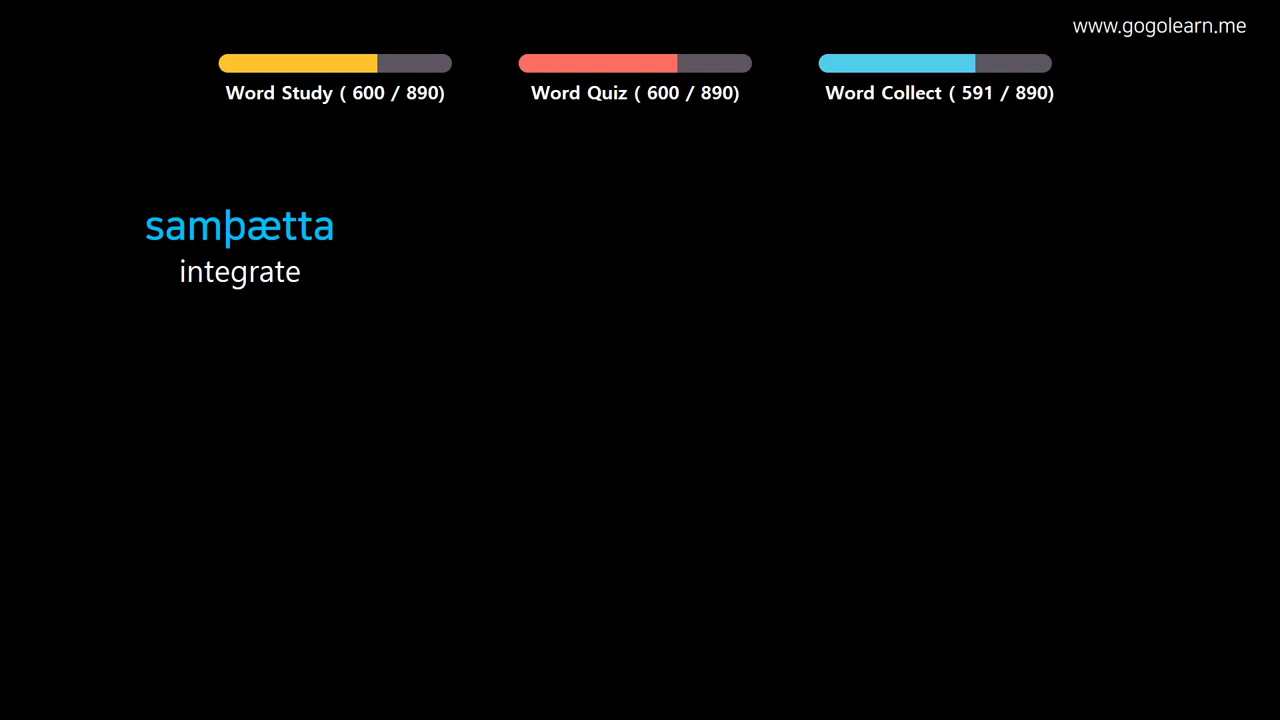 www.gogolearn.me
Word Study ( 600 / 890)
Word Quiz ( 600 / 890)
Word Collect ( 591 / 890)
samþætta
integrate